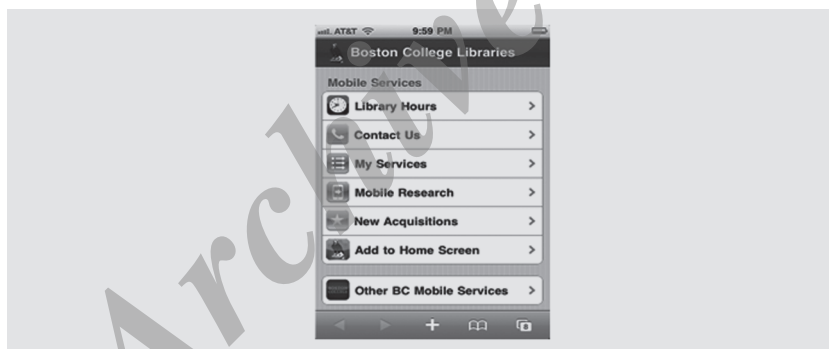 AT&T 9:59 PM
Boston College Libraries
Mobile Services
Library Hours >
Contact Us >
My Services >
Mobile Research >
New Acquisitions >
Add to Home Screen >
Other BC Mobile Services >
Archive